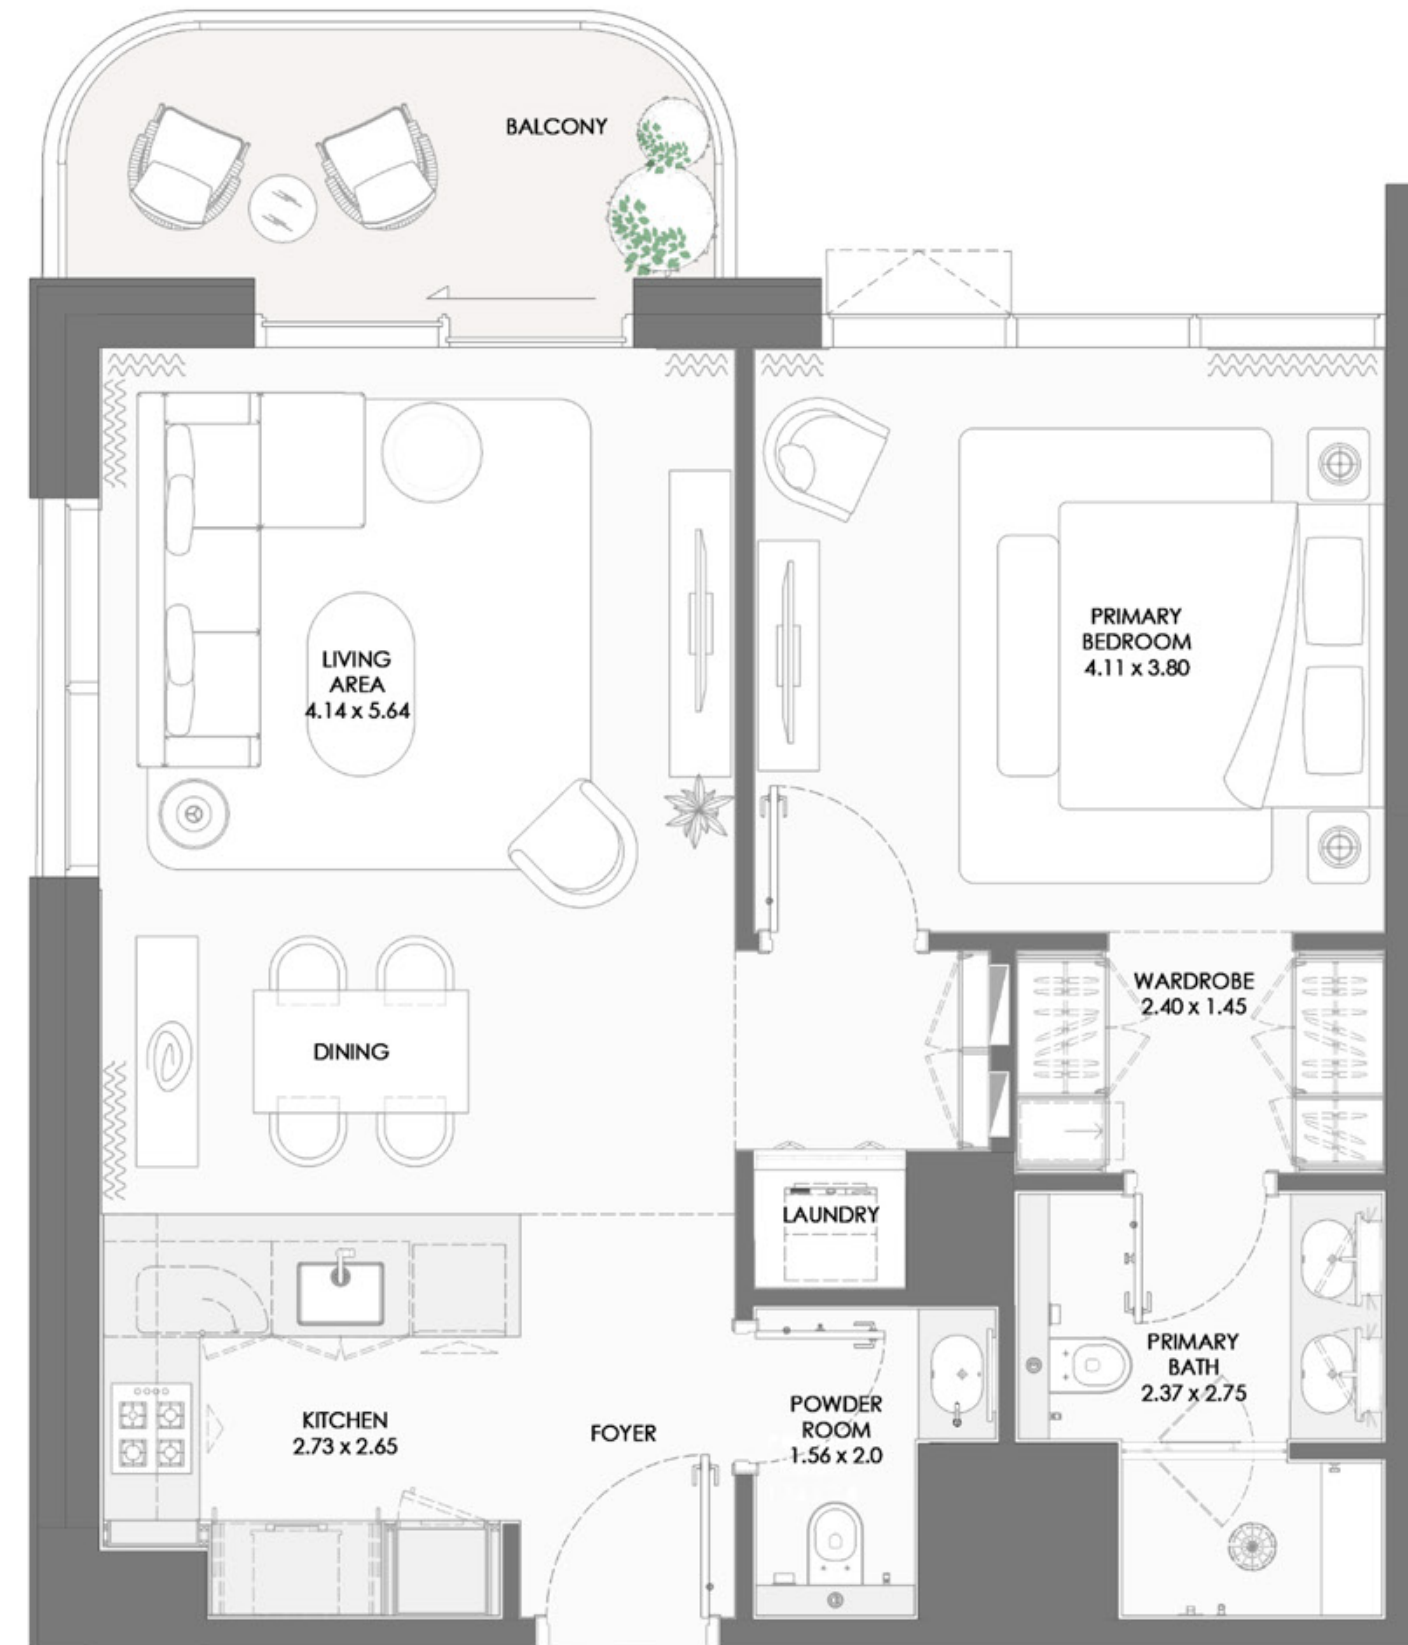 BALCONY
LIVING
AREA
4.14 x 5.64
PRIMARY
BEDROOM
4.11 x 3.80
WARDROBE
2.40 x 1.45
DINING
LAUNDRY
PRIMARY
BATH
2.37 x 2.75
KITCHEN
2.73 x 2.65
FOYER
POWDER
ROOM
1.56 x 2.0